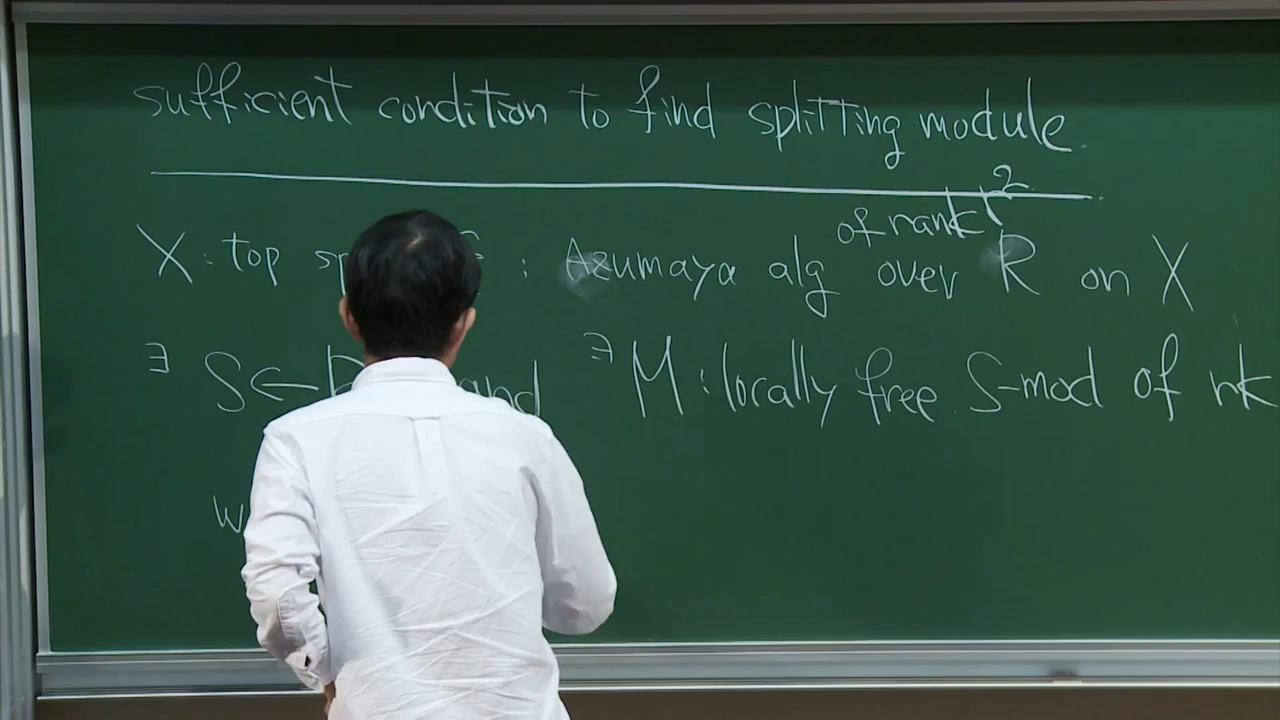 sufficient condition to find splitting module.
of rank r²
X : top sp : Azumaya alg over R on X
∃ S ← and ∃ M : locally free S-mod of rk
w